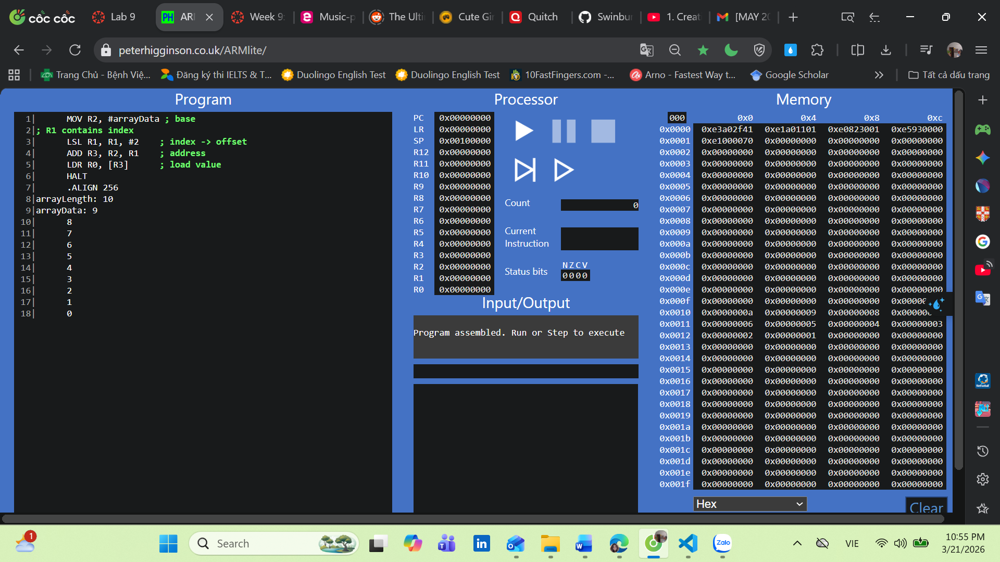 cốc cốc
Lab 9
PH
AR
Week 9:
Music-p
The Ulti
Cute Gir
Quitch
Swinbur
1. Creat
[MAY 20
peterhigginson.co.uk/ARMlite/
Trang Chủ - Bệnh Việ...
Đăng ký thi IELTS & T...
Duolingo English Test
Duolingo English Test
10FastFingers.com -...
Arno - Fastest Way t...
Google Scholar
Tất cả dấu trang
Program
1| MOV R2, #arrayData ; base
2|; R1 contains index
3| LSL R1, R1, #2 ; index -> offset
4| ADD R3, R2, R1 ; address
5| LDR R0, [R3] ; load value
6| HALT
7| .ALIGN 256
8|arrayLength: 10
9|arrayData: 9
10| 8
11| 7
12| 6
13| 5
14| 4
15| 3
16| 2
17| 1
18| 0
Processor
PC 0x00000000
LR 0x00000000
SP 0x00100000
R12 0x00000000
R11 0x00000000
R10 0x00000000
R9 0x00000000
R8 0x00000000
R7 0x00000000
R6 0x00000000
R5 0x00000000
R4 0x00000000
R3 0x00000000
R2 0x00000000
R1 0x00000000
R0 0x00000000
Count 0
Current
Instruction
Status bits
NZCV
0000
Input/Output
Program assembled. Run or Step to execute
Memory
000 0x0 0x4 0x8 0xc
0x0000 0xe3a02f41 0xe1a01101 0xe0823001 0xe5930000
0x0001 0xe1000070 0x00000000 0x00000000 0x00000000
0x0002 0x00000000 0x00000000 0x00000000 0x00000000
0x0003 0x00000000 0x00000000 0x00000000 0x00000000
0x0004 0x00000000 0x00000000 0x00000000 0x00000000
0x0005 0x00000000 0x00000000 0x00000000 0x00000000
0x0006 0x00000000 0x00000000 0x00000000 0x00000000
0x0007 0x00000000 0x00000000 0x00000000 0x00000000
0x0008 0x00000000 0x00000000 0x00000000 0x00000000
0x0009 0x00000000 0x00000000 0x00000000 0x00000000
0x000a 0x00000000 0x00000000 0x00000000 0x00000000
0x000b 0x00000000 0x00000000 0x00000000 0x00000000
0x000c 0x00000000 0x00000000 0x00000000 0x00000000
0x000d 0x00000000 0x00000000 0x00000000 0x00000000
0x000e 0x00000000 0x00000000 0x00000000 0x00000000
0x000f 0x00000000 0x00000000 0x00000000
0x0010 0x0000000a 0x00000009 0x00000008
0x0011 0x00000006 0x00000005 0x00000004 0x00000003
0x0012 0x00000002 0x00000001 0x00000000 0x00000000
0x0013 0x00000000 0x00000000 0x00000000 0x00000000
0x0014 0x00000000 0x00000000 0x00000000 0x00000000
0x0015 0x00000000 0x00000000 0x00000000 0x00000000
0x0016 0x00000000 0x00000000 0x00000000 0x00000000
0x0017 0x00000000 0x00000000 0x00000000 0x00000000
0x0018 0x00000000 0x00000000 0x00000000 0x00000000
0x0019 0x00000000 0x00000000 0x00000000 0x00000000
0x001a 0x00000000 0x00000000 0x00000000 0x00000000
0x001b 0x00000000 0x00000000 0x00000000 0x00000000
0x001c 0x00000000 0x00000000 0x00000000 0x00000000
0x001d 0x00000000 0x00000000 0x00000000 0x00000000
0x001e 0x00000000 0x00000000 0x00000000 0x00000000
0x001f 0x00000000 0x00000000 0x00000000 0x00000000
Hex
Clear
1
Search
Zalo
VIE
10:55 PM
3/21/2026